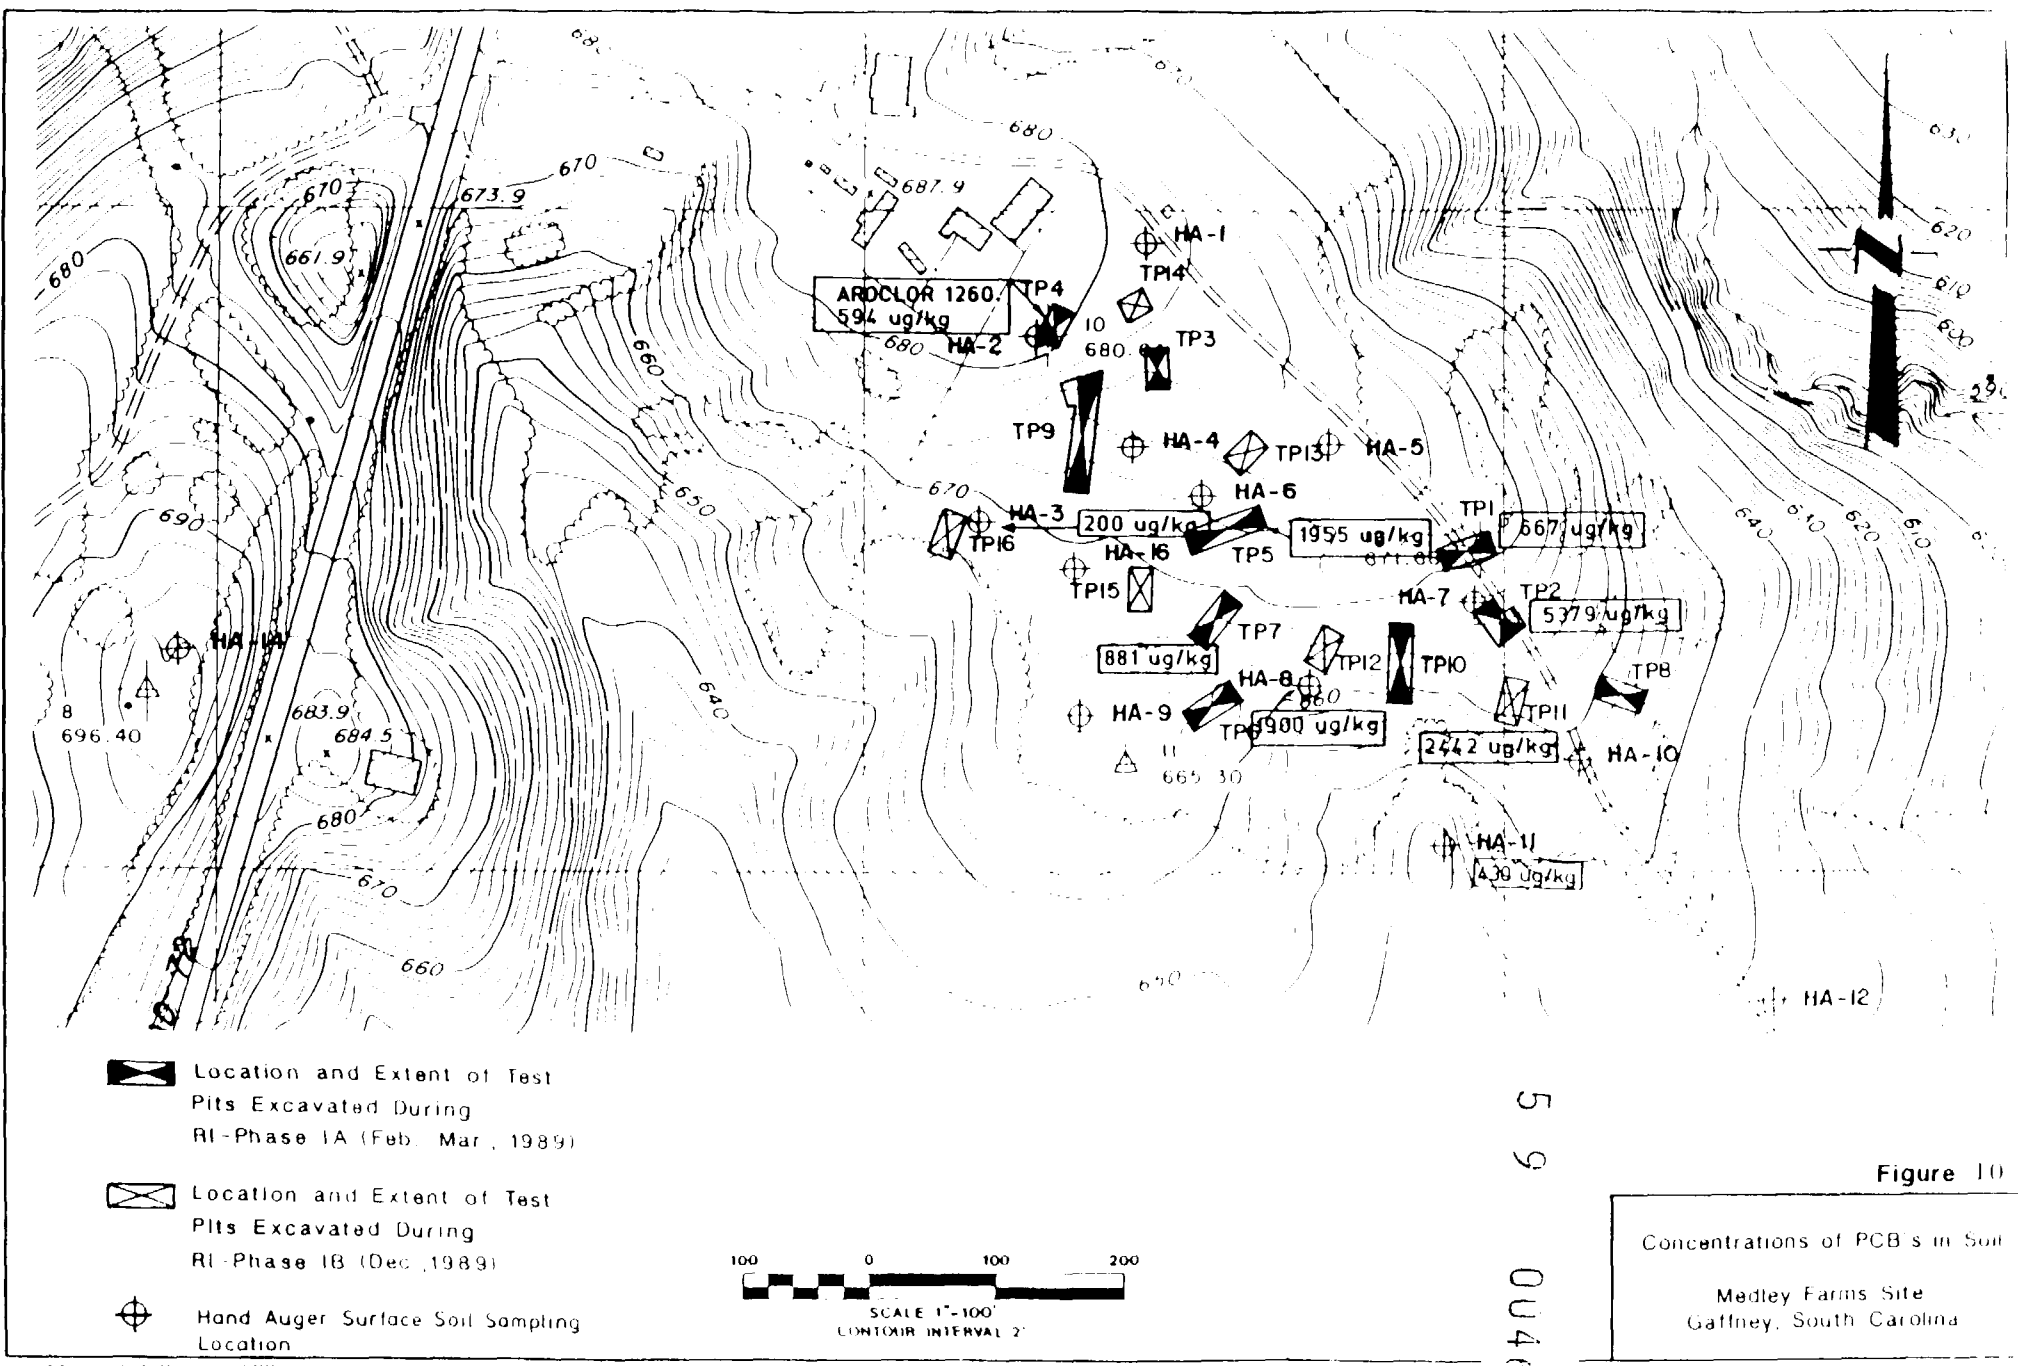 680
670
673.9
670
661.9
680
687.9
670
630
620
610
600
HA-1
TP14
AROCLOR 1260.
594 ug/kg
TP4
HA-2
680
10
680.
TP3
660
TP9
HA-4
TP13
HA-5
HA-6
670
HA-3
TP16
200 ug/kg
1955 ug/kg
TP5
TP1
667 ug/kg
HA-16
TP15
650
690
640
610
620
610
HA-7
TP2
5379 ug/kg
TP7
881 ug/kg
TP12
TP10
TP8
HA-14
8
696.40
683.9
684.5
640
HA-8
660
HA-9
TP6
900 ug/kg
TP11
2442 ug/kg
HA-10
11
665.30
680
670
HA-11
430 ug/kg
660
650
HA-12
Location and Extent of Test
Pits Excavated During
RI-Phase IA (Feb. Mar., 1989)
Location and Extent of Test
Pits Excavated During
RI-Phase IB (Dec., 1989)
Hand Auger Surface Soil Sampling
Location
100 0 100 200
SCALE 1"-100'
CONTOUR INTERVAL 2'
5 9
004
Figure 10
Concentrations of PCB's in Soil
Medley Farms Site
Gaffney, South Carolina